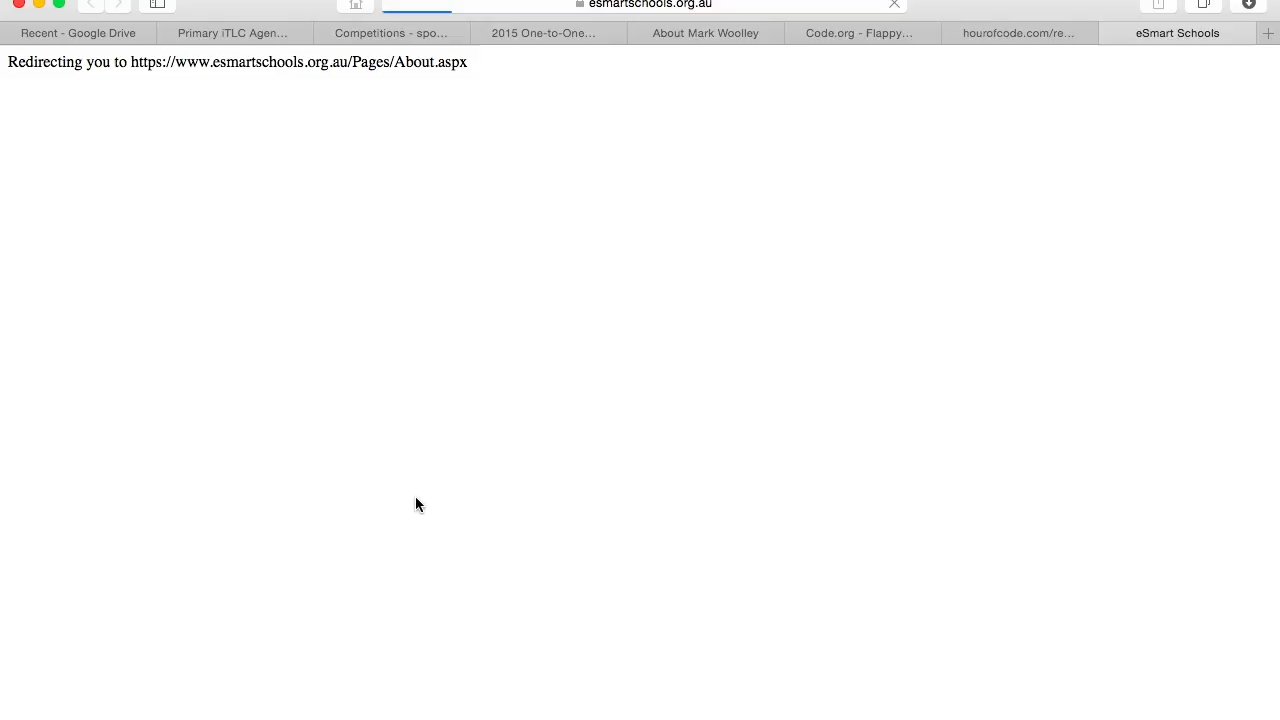 esmartschools.org.au
Recent - Google Drive
Primary iTLC Agen...
Competitions - spo...
2015 One-to-One...
About Mark Woolley
Code.org - Flappy...
hourofcode.com/re...
eSmart Schools
Redirecting you to https://www.esmartschools.org.au/Pages/About.aspx